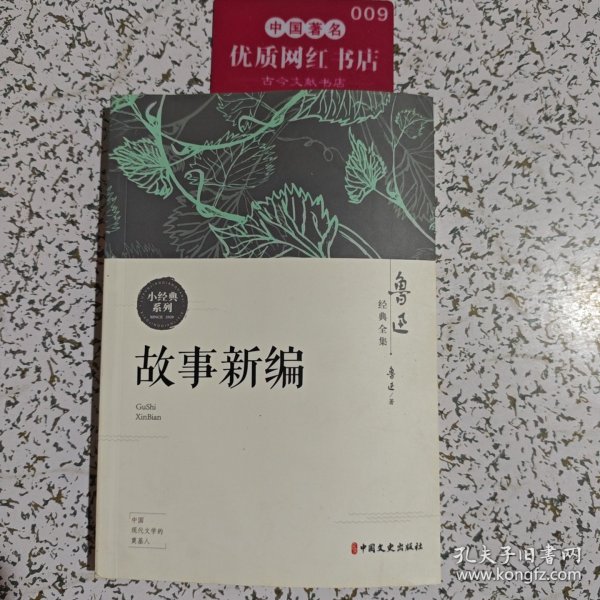 009
中国著名
优质网红书店
古今文献书店
小经典
系列
SINCE 2020
鲁迅
经典全集
鲁迅/著
故事新编
GuShi
XinBian
中国
现代文学的
奠基人
中国文史出版社
孔夫子旧书网
www.kongfz.com